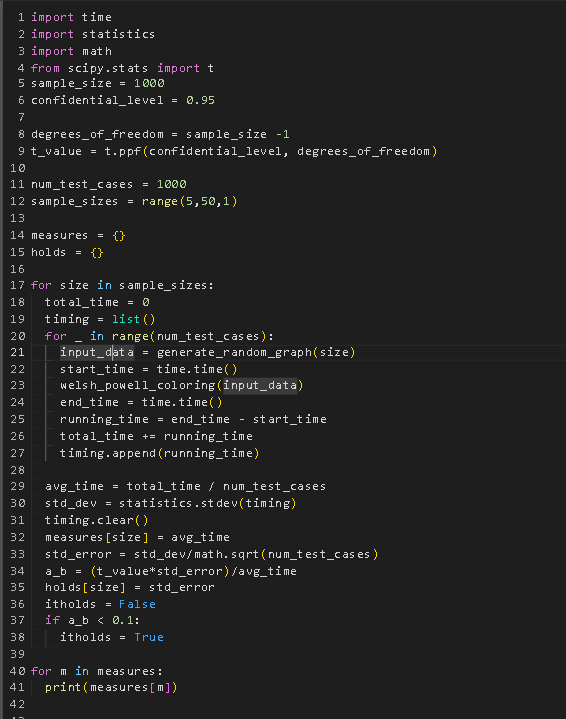 1 import time
2 import statistics
3 import math
4 from scipy.stats import t
5 sample_size = 1000
6 confidential_level = 0.95
7
8 degrees_of_freedom = sample_size -1
9 t_value = t.ppf(confidential_level, degrees_of_freedom)
10
11 num_test_cases = 1000
12 sample_sizes = range(5,50,1)
13
14 measures = {}
15 holds = {}
16
17 for size in sample_sizes:
18   total_time = 0
19   timing = list()
20   for _ in range(num_test_cases):
21     input_data = generate_random_graph(size)
22     start_time = time.time()
23     welsh_powell_coloring(input_data)
24     end_time = time.time()
25     running_time = end_time - start_time
26     total_time += running_time
27     timing.append(running_time)
28
29   avg_time = total_time / num_test_cases
30   std_dev = statistics.stdev(timing)
31   timing.clear()
32   measures[size] = avg_time
33   std_error = std_dev/math.sqrt(num_test_cases)
34   a_b = (t_value*std_error)/avg_time
35   holds[size] = std_error
36   itholds = False
37   if a_b < 0.1:
38     itholds = True
39
40 for m in measures:
41   print(measures[m])
42